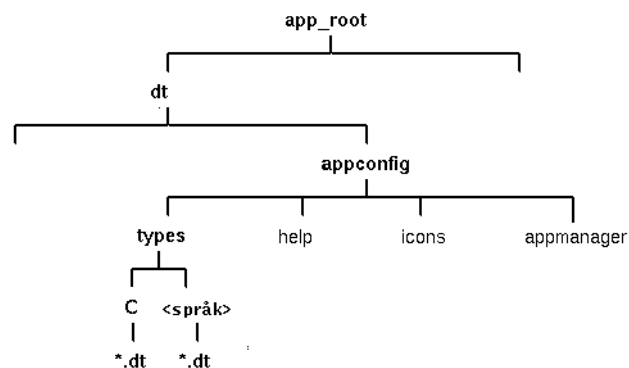 app_root
dt
appconfig
types help icons appmanager
C <språk>
*.dt *.dt